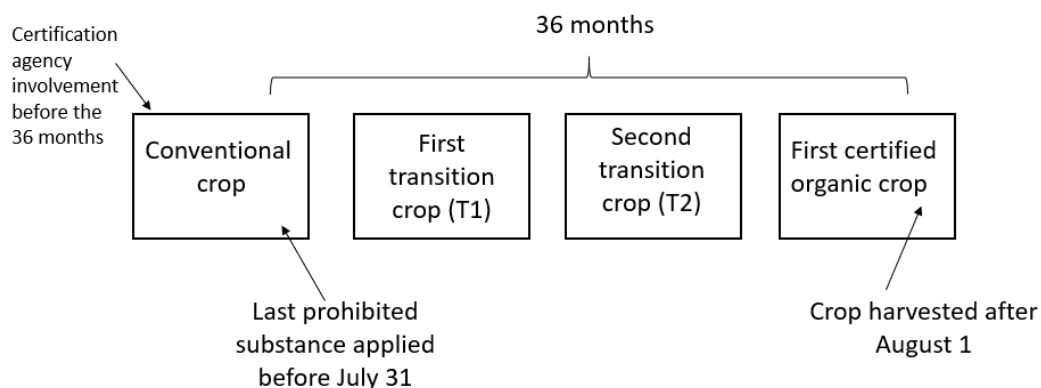 36 months
Certification
agency
involvement
before the
36 months
Conventional
crop
First
transition
crop (T1)
Second
transition
crop (T2)
First certified
organic crop
Last prohibited
substance applied
before July 31
Crop harvested after
August 1